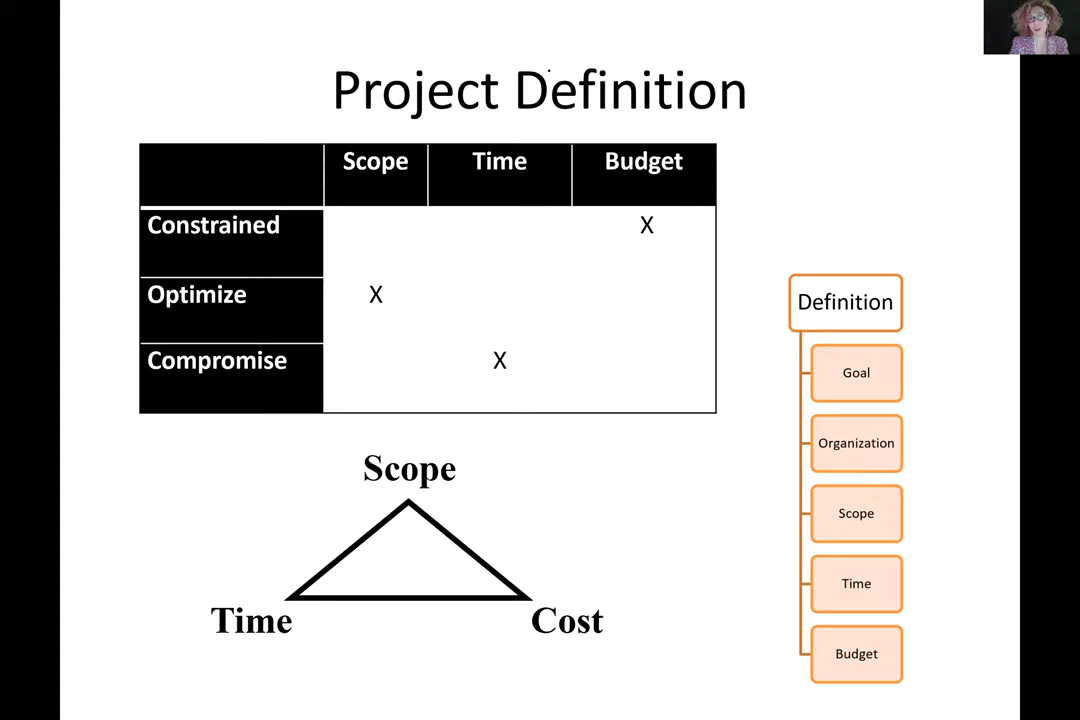 Project Definition
Scope Time Budget
Constrained X
Optimize X
Compromise X
Scope
Time Cost
Definition
Goal
Organization
Scope
Time
Budget